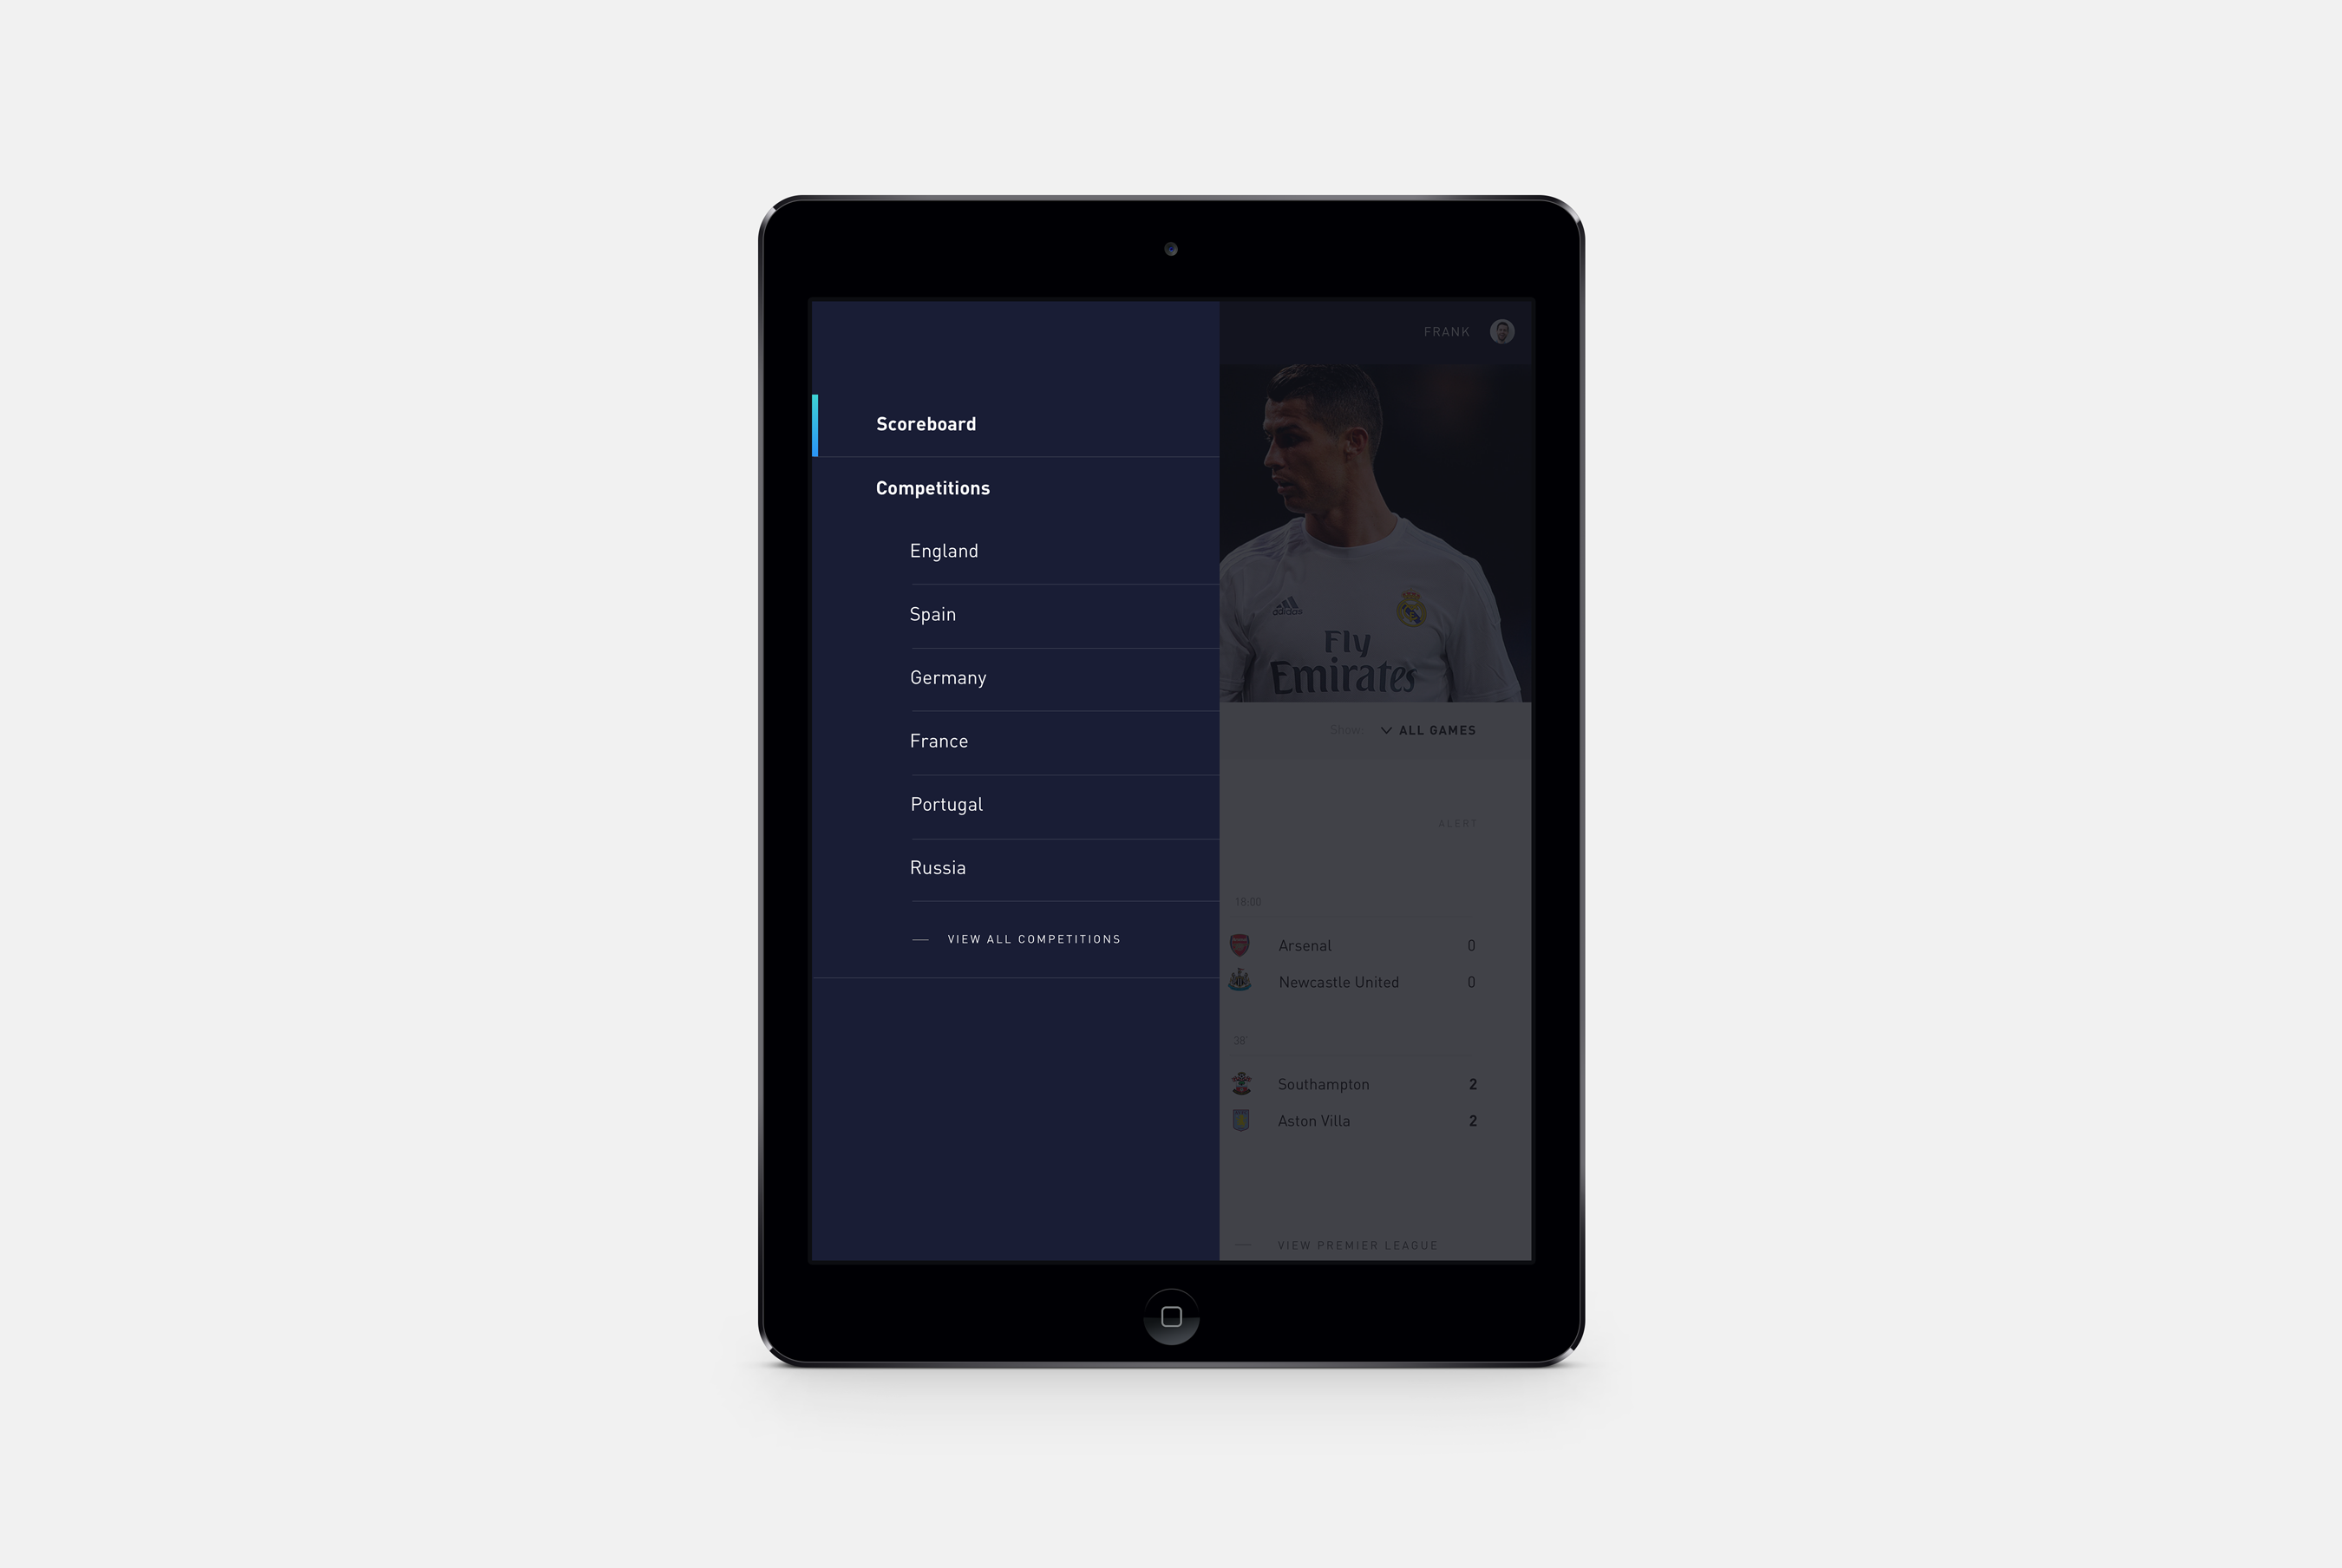 FRANK
Scoreboard
Competitions
England
Spain
Germany
France
Portugal
Russia
VIEW ALL COMPETITIONS
adidas
Fly
Emirates
Show:
ALL GAMES
ALERT
18:00
Arsenal 0
Newcastle United 0
38'
Southampton 2
Aston Villa 2
VIEW PREMIER LEAGUE